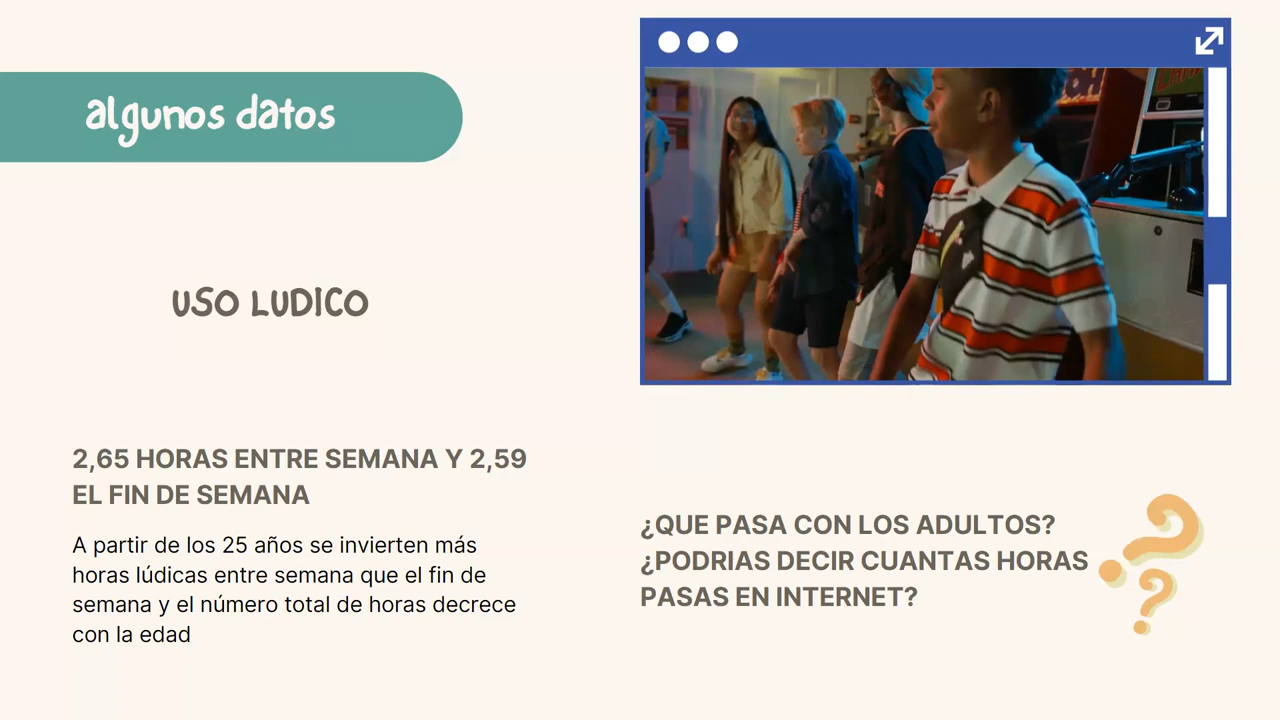 algunos datos
USO LUDICO
2,65 HORAS ENTRE SEMANA Y 2,59
EL FIN DE SEMANA
A partir de los 25 años se invierten más
horas lúdicas entre semana que el fin de
semana y el número total de horas decrece
con la edad
¿QUE PASA CON LOS ADULTOS?
¿PODRIAS DECIR CUANTAS HORAS
PASAS EN INTERNET?